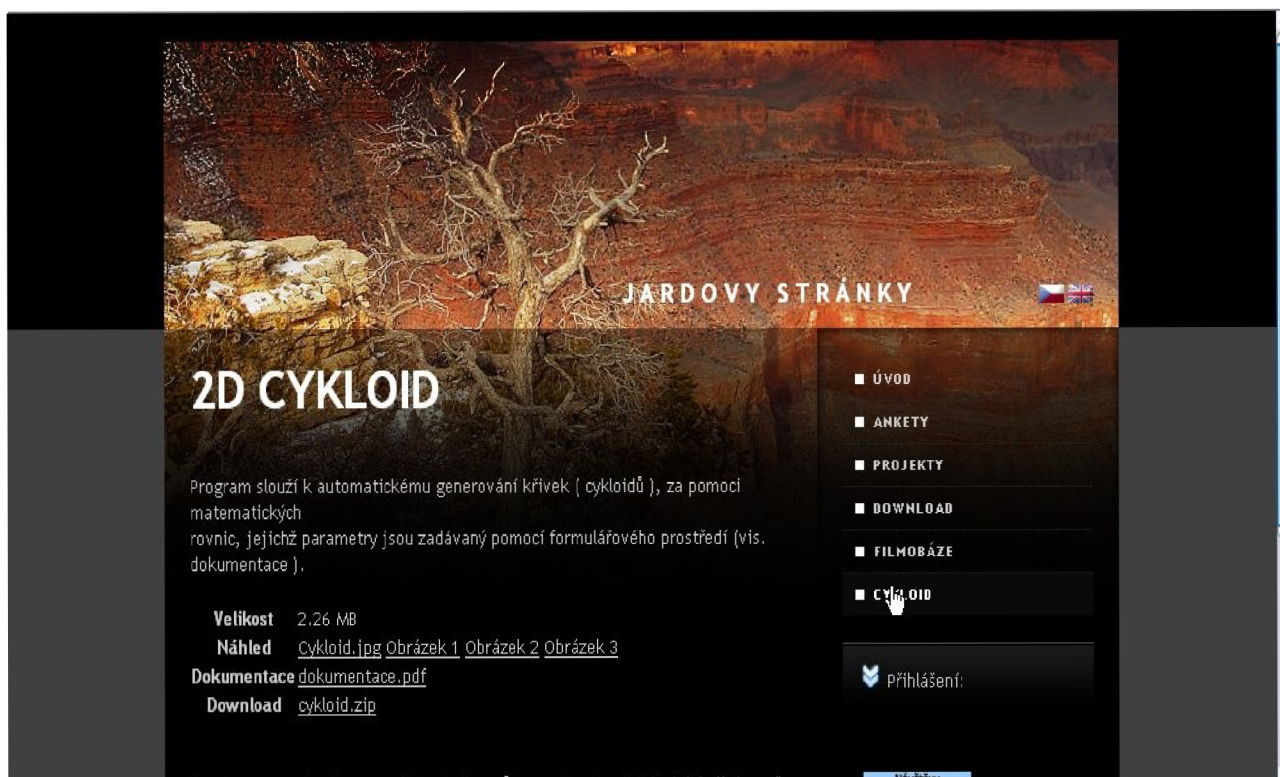 JARDOVY STRÁNKY
2D CYKLOID
Program slouží k automatickému generování křivek ( cykloidů ), za pomoci
matematických
rovnic, jejichž parametry jsou zadávaný pomocí formulářového prostředí (vis.
dokumentace ).
Velikost 2.26 MB
Náhled Cykloid.jpg Obrázek 1 Obrázek 2 Obrázek 3
Dokumentace dokumentace.pdf
Download cykloid.zip
ÚVOD
ANKETY
PROJEKTY
DOWNLOAD
FILMOBÁZE
CYKLOID
Přihlášení: